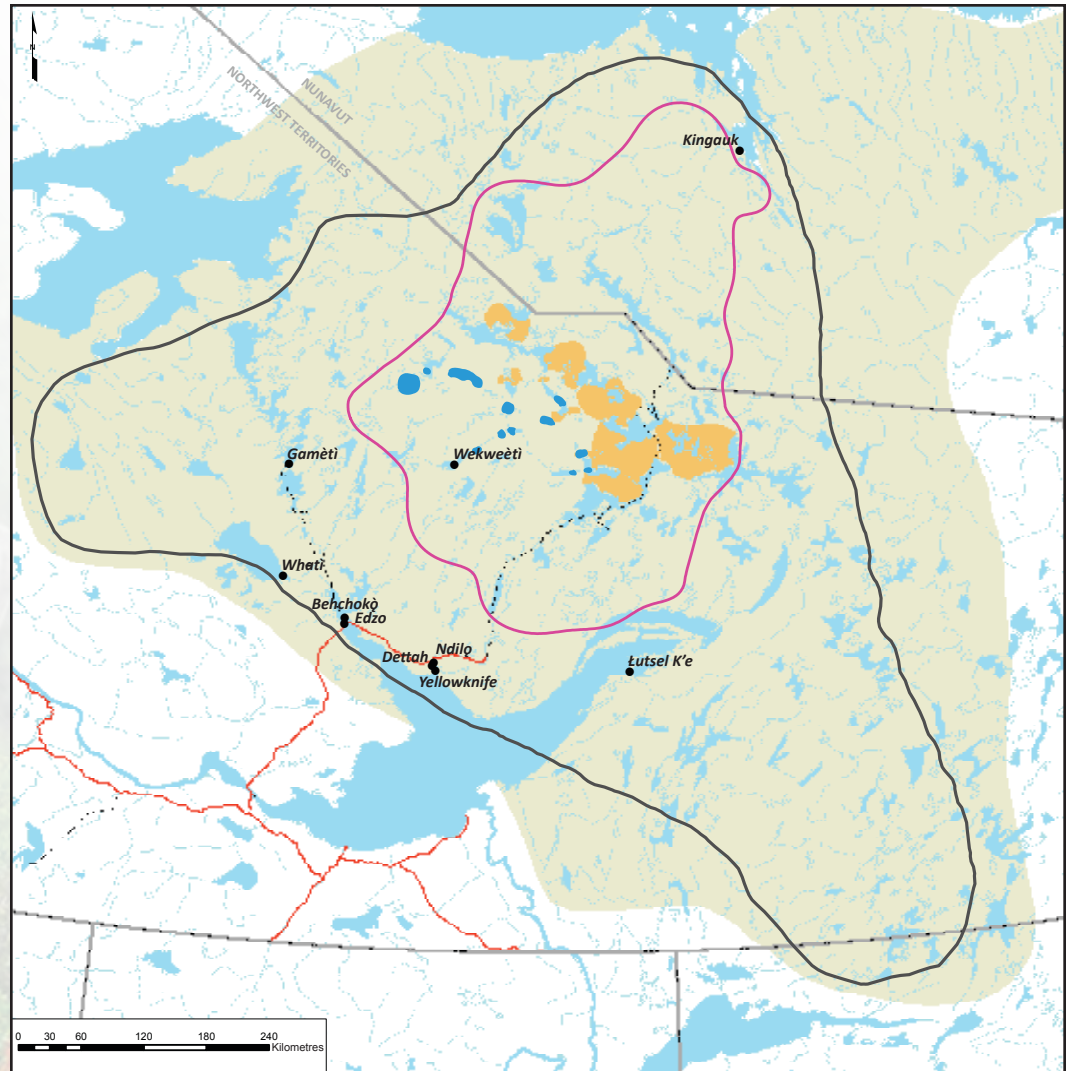 N
NUNAVUT
NORTHWEST TERRITORIES
Kingauk
Gamètì
Wekweètì
Whatì
Behchokǫ̀
Edzo
Ndilǫ
Dettah
Yellowknife
Łutsel K'e
0 30 60 120 180 240
Kilometres